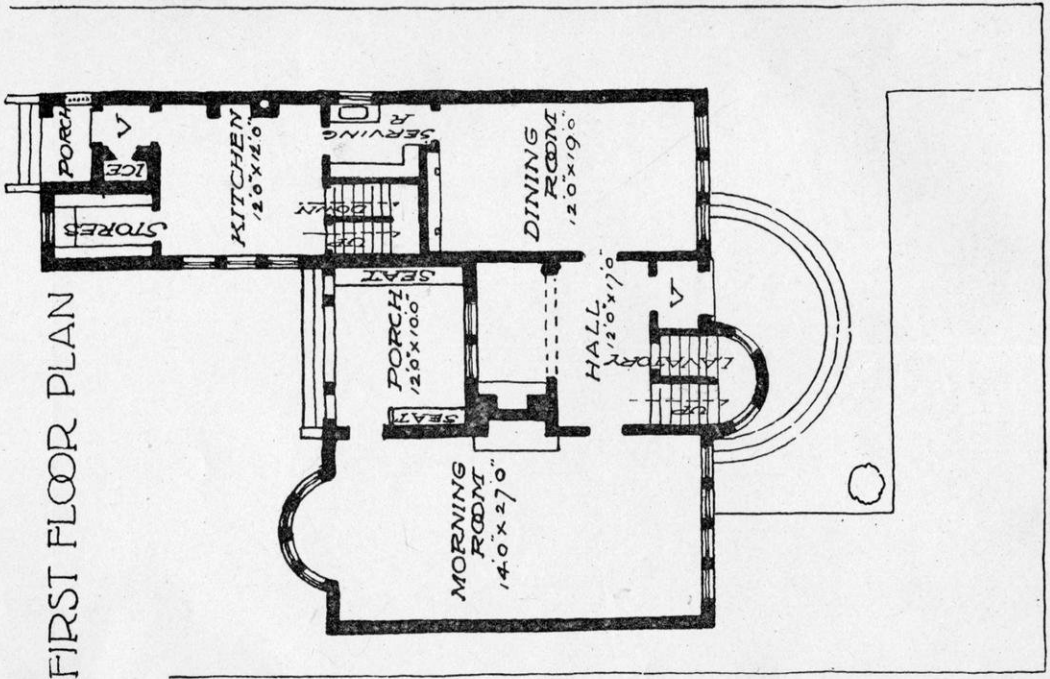 FIRST FLOOR PLAN
PORCH
V
ICE
STORES
KITCHEN
12'0"X12'0"
SERVING
R
DOWN
UP
DINING
ROOM
12'0"X19'0"
SEAT
PORCH
12'0"X10'0"
SEAT
HALL
12'0"X17'0"
V
LAVATORY
UP
MORNING
ROOM
14'0"X27'0"